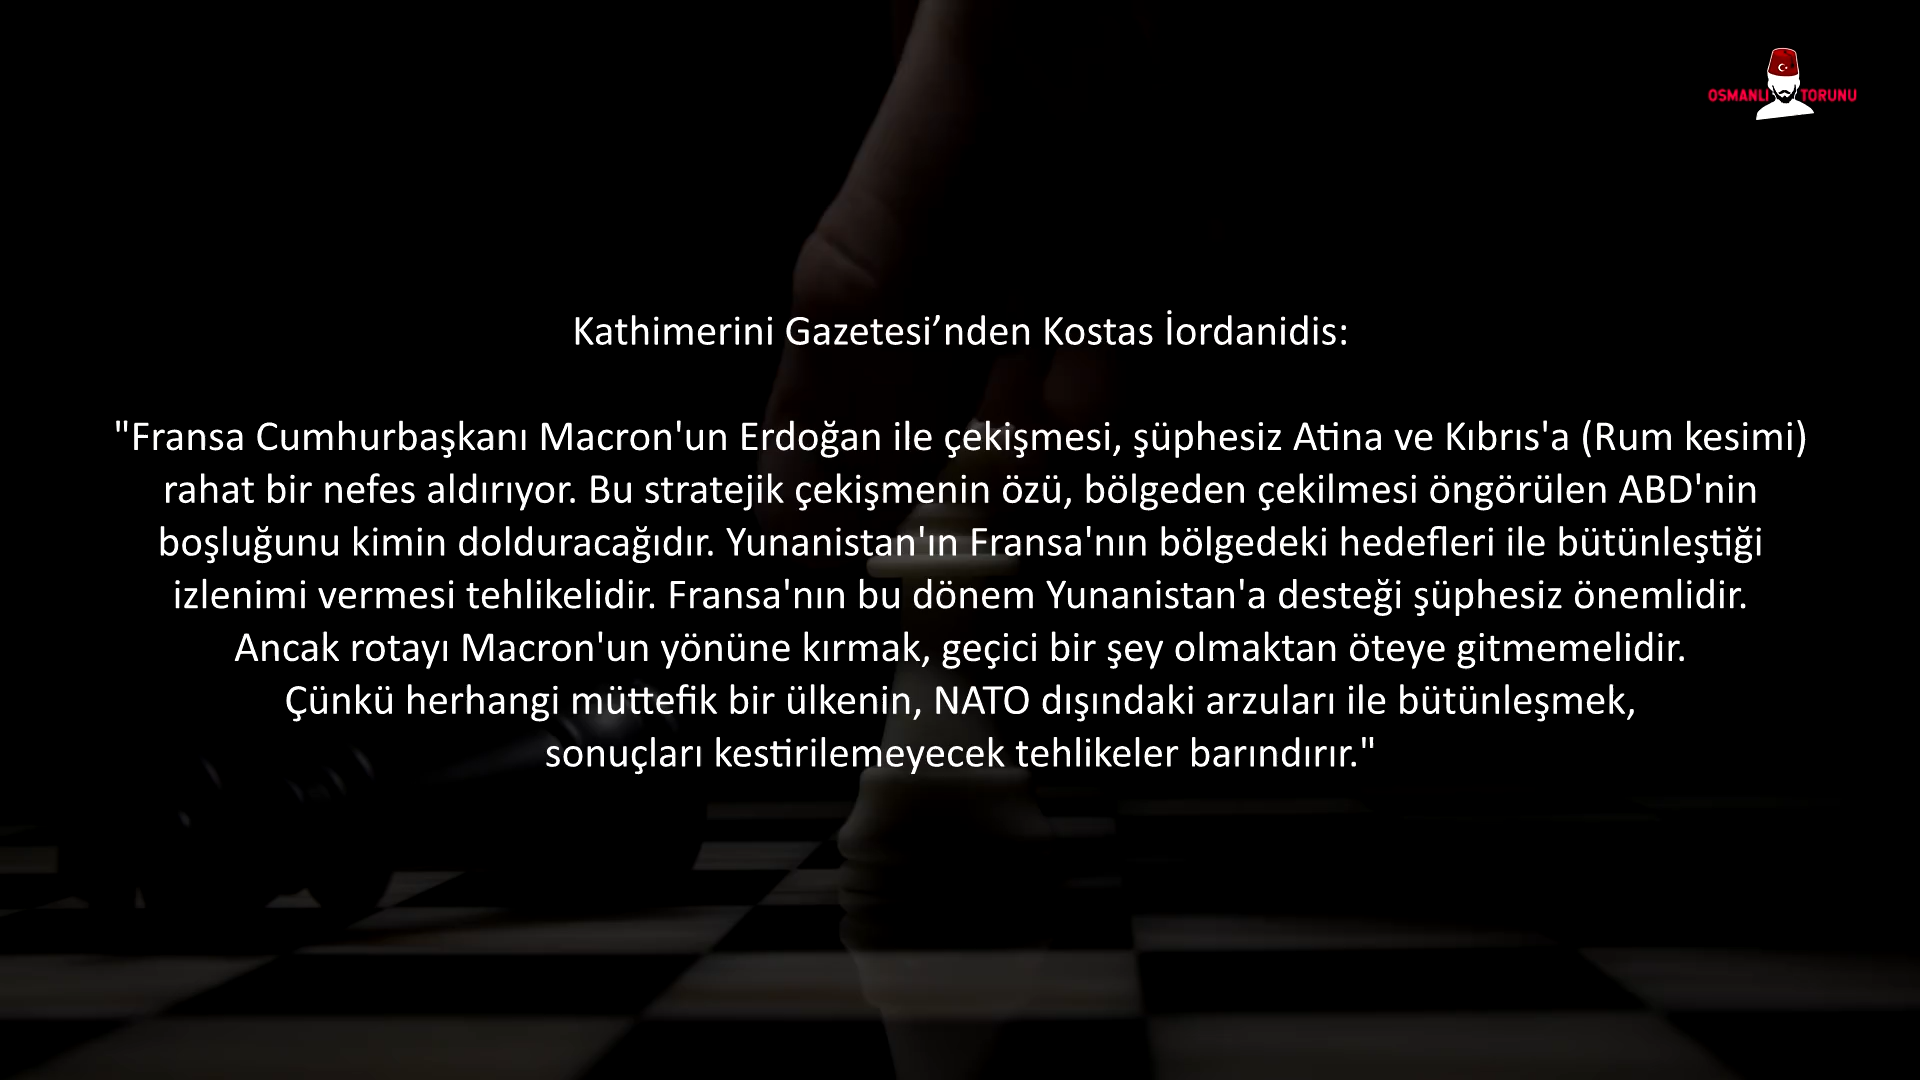 OSMANLI TORUNU
Kathimerini Gazetesi’nden Kostas İordanidis:
"Fransa Cumhurbaşkanı Macron'un Erdoğan ile çekişmesi, şüphesiz Atina ve Kıbrıs'a (Rum kesimi)
rahat bir nefes aldırıyor. Bu stratejik çekişmenin özü, bölgeden çekilmesi öngörülen ABD'nin
boşluğunu kimin dolduracağıdır. Yunanistan'ın Fransa'nın bölgedeki hedefleri ile bütünleştiği
izlenimi vermesi tehlikelidir. Fransa'nın bu dönem Yunanistan'a desteği şüphesiz önemlidir.
Ancak rotayı Macron'un yönüne kırmak, geçici bir şey olmaktan öteye gitmemelidir.
Çünkü herhangi müttefik bir ülkenin, NATO dışındaki arzuları ile bütünleşmek,
sonuçları kestirilemeyecek tehlikeler barındırır."